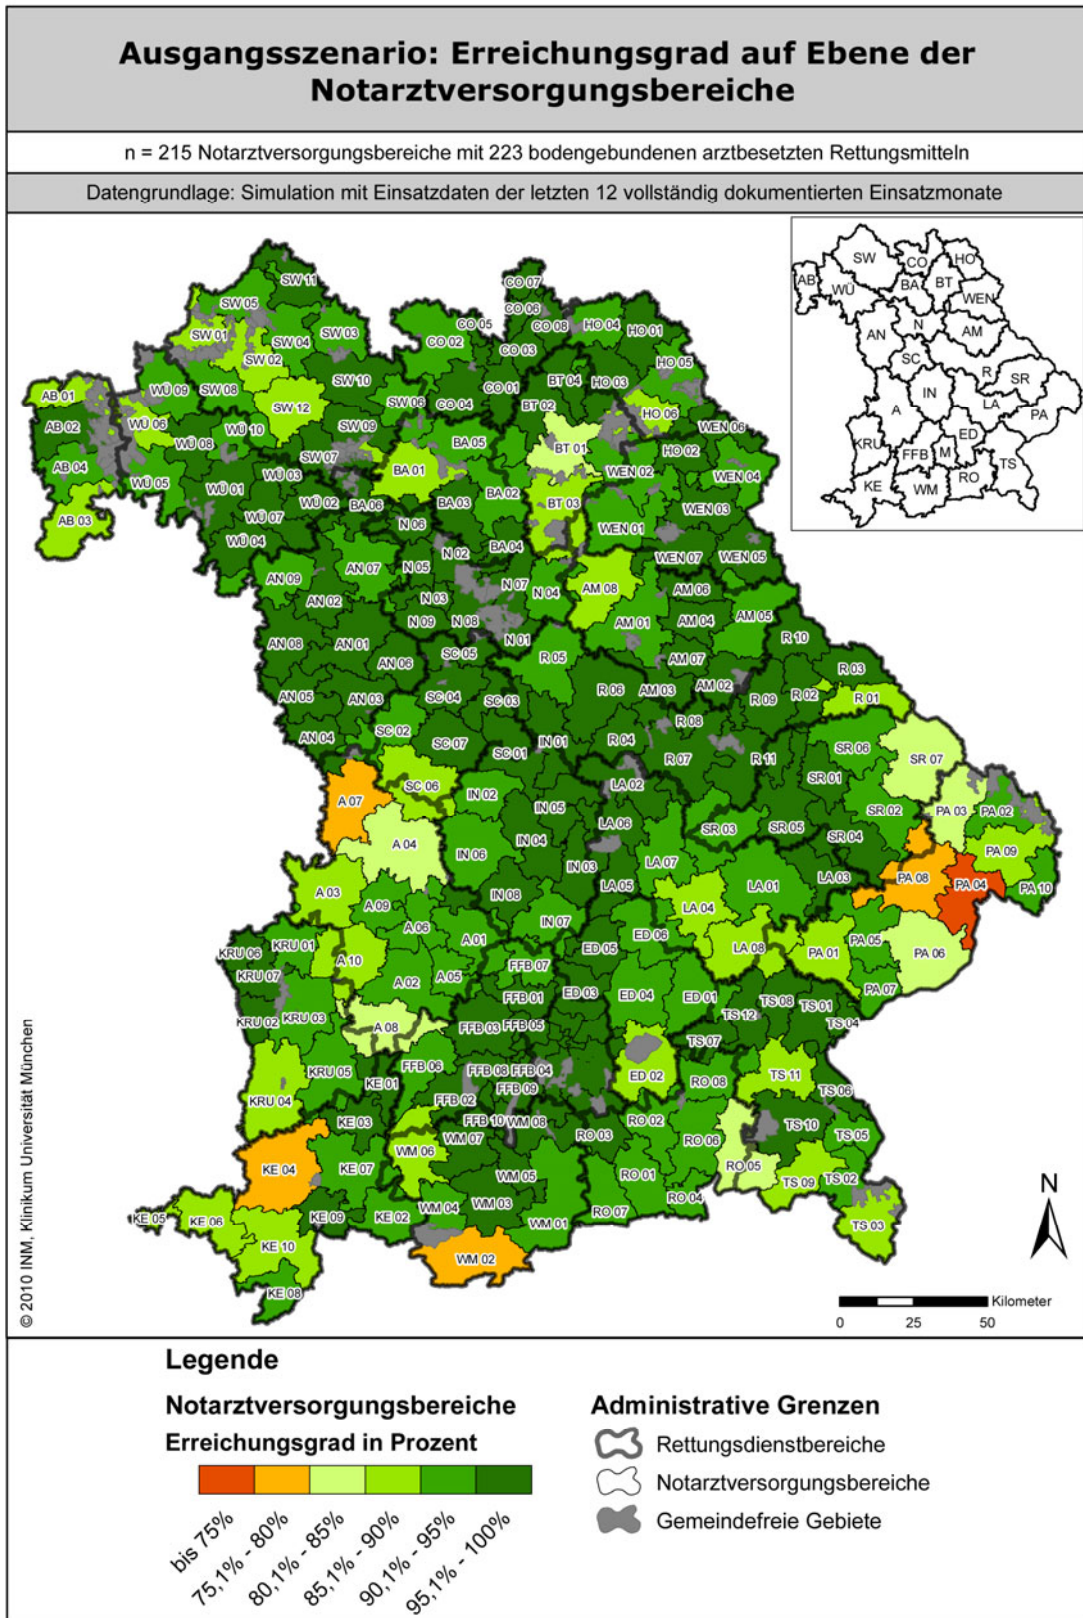 Ausgangsszenario: Erreichungsgrad auf Ebene der
Notarztversorgungsbereiche
n = 215 Notarztversorgungsbereiche mit 223 bodengebundenen arztbesetzten Rettungsmitteln
Datengrundlage: Simulation mit Einsatzdaten der letzten 12 vollständig dokumentierten Einsatzmonate
SW
CO
HO
AB
WÜ
BA
BT
WEN
AN
N
AM
SC
R
SR
IN
LA
PA
A
KRU
FFB
M
ED
TS
KE
WM
RO
SW 11
CO 07
SW 05
CO 06
CO 05
CO 08
HO 04
HO 01
SW 01
SW 04
SW 03
CO 02
CO 03
SW 02
HO 05
AB 01
WÜ 09
SW 08
SW 10
BT 04
HO 03
CO 01
SW 06
CO 04
BT 02
SW 12
HO 06
AB 02
WÜ 06
WÜ 08
WÜ 10
SW 09
WEN 06
HO 02
BA 05
BT 01
SW 07
AB 04
BA 01
WEN 02
WEN 04
WÜ 05
WÜ 03
WÜ 01
WÜ 02
BA 06
BA 03
BA 02
BT 03
WEN 03
AB 03
WÜ 07
N 06
WEN 01
WÜ 04
N 02
BA 04
WEN 07
WEN 05
AN 07
N 05
AN 09
N 07
N 04
AM 08
AM 06
AN 02
N 03
AM 05
N 09
N 08
AM 01
AM 04
N 01
AN 08
AN 01
SC 05
R 05
AM 07
R 10
AN 06
R 03
AN 05
AN 03
SC 04
SC 03
R 06
AM 03
AM 02
R 09
R 02
R 01
SC 02
R 08
AN 04
SC 07
SC 01
IN 01
R 04
R 07
R 11
SR 06
SR 07
SC 06
IN 02
LA 02
SR 01
A 07
IN 05
LA 06
SR 02
PA 03
PA 02
A 04
IN 04
SR 03
SR 05
SR 04
IN 06
LA 07
PA 09
IN 03
LA 03
PA 08
PA 04
PA 10
A 03
IN 08
LA 05
LA 01
A 09
LA 04
A 06
IN 07
PA 05
PA 06
KRU 01
KRU 06
A 10
A 01
ED 05
ED 06
LA 08
PA 01
KRU 07
A 02
A 05
FFB 07
PA 07
ED 03
ED 04
ED 01
FFB 01
TS 08
TS 01
KRU 02
KRU 03
A 08
FFB 03
FFB 05
TS 12
TS 04
TS 07
KRU 05
KE 01
FFB 06
FFB 08
FFB 04
ED 02
RO 08
TS 11
KRU 04
FFB 02
FFB 09
TS 06
KE 03
FFB 10
WM 08
RO 02
TS 10
WM 07
RO 03
TS 05
KE 04
KE 07
WM 06
RO 06
RO 05
WM 05
RO 01
TS 09
TS 02
KE 05
KE 06
KE 09
KE 02
WM 04
WM 03
RO 04
WM 01
RO 07
TS 03
KE 10
WM 02
KE 08
N
Kilometer
0 25 50
© 2010 INM, Klinikum Universität München
Legende
Notarztversorgungsbereiche
Erreichungsgrad in Prozent
bis 75%
75,1% - 80%
80,1% - 85%
85,1% - 90%
90,1% - 95%
95,1% - 100%
Administrative Grenzen
Rettungsdienstbereiche
Notarztversorgungsbereiche
Gemeindefreie Gebiete